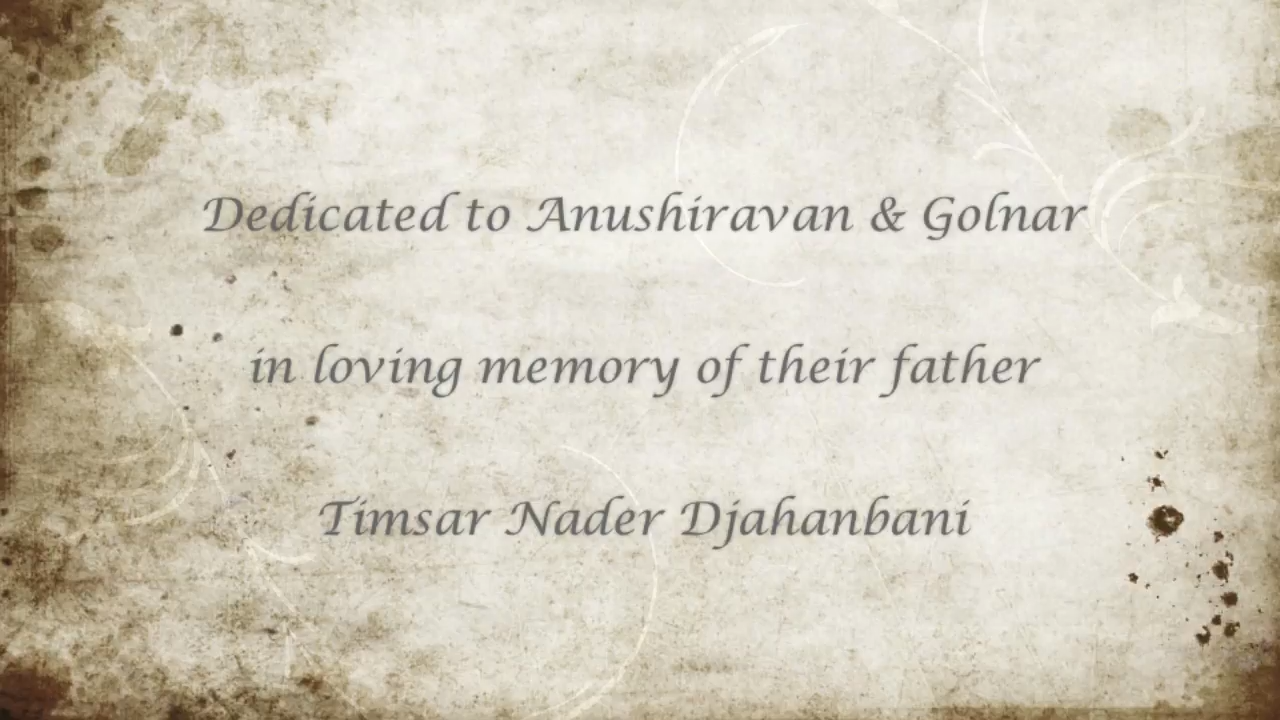 Dedicated to Anushiravan & Golnar
in loving memory of their father
Timsar Nader Djahanbani